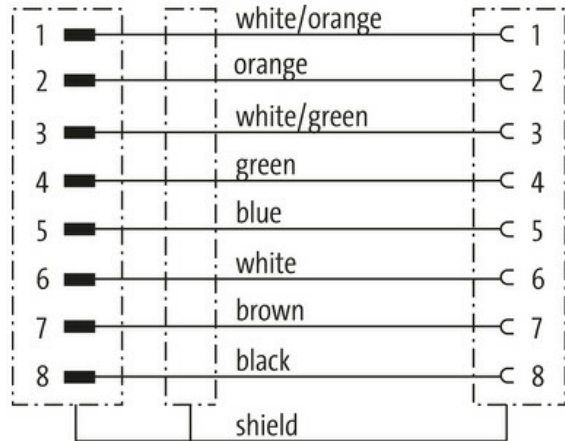 1 white/orange 1
2 orange 2
3 white/green 3
4 green 4
5 blue 5
6 white 6
7 brown 7
8 black 8
shield